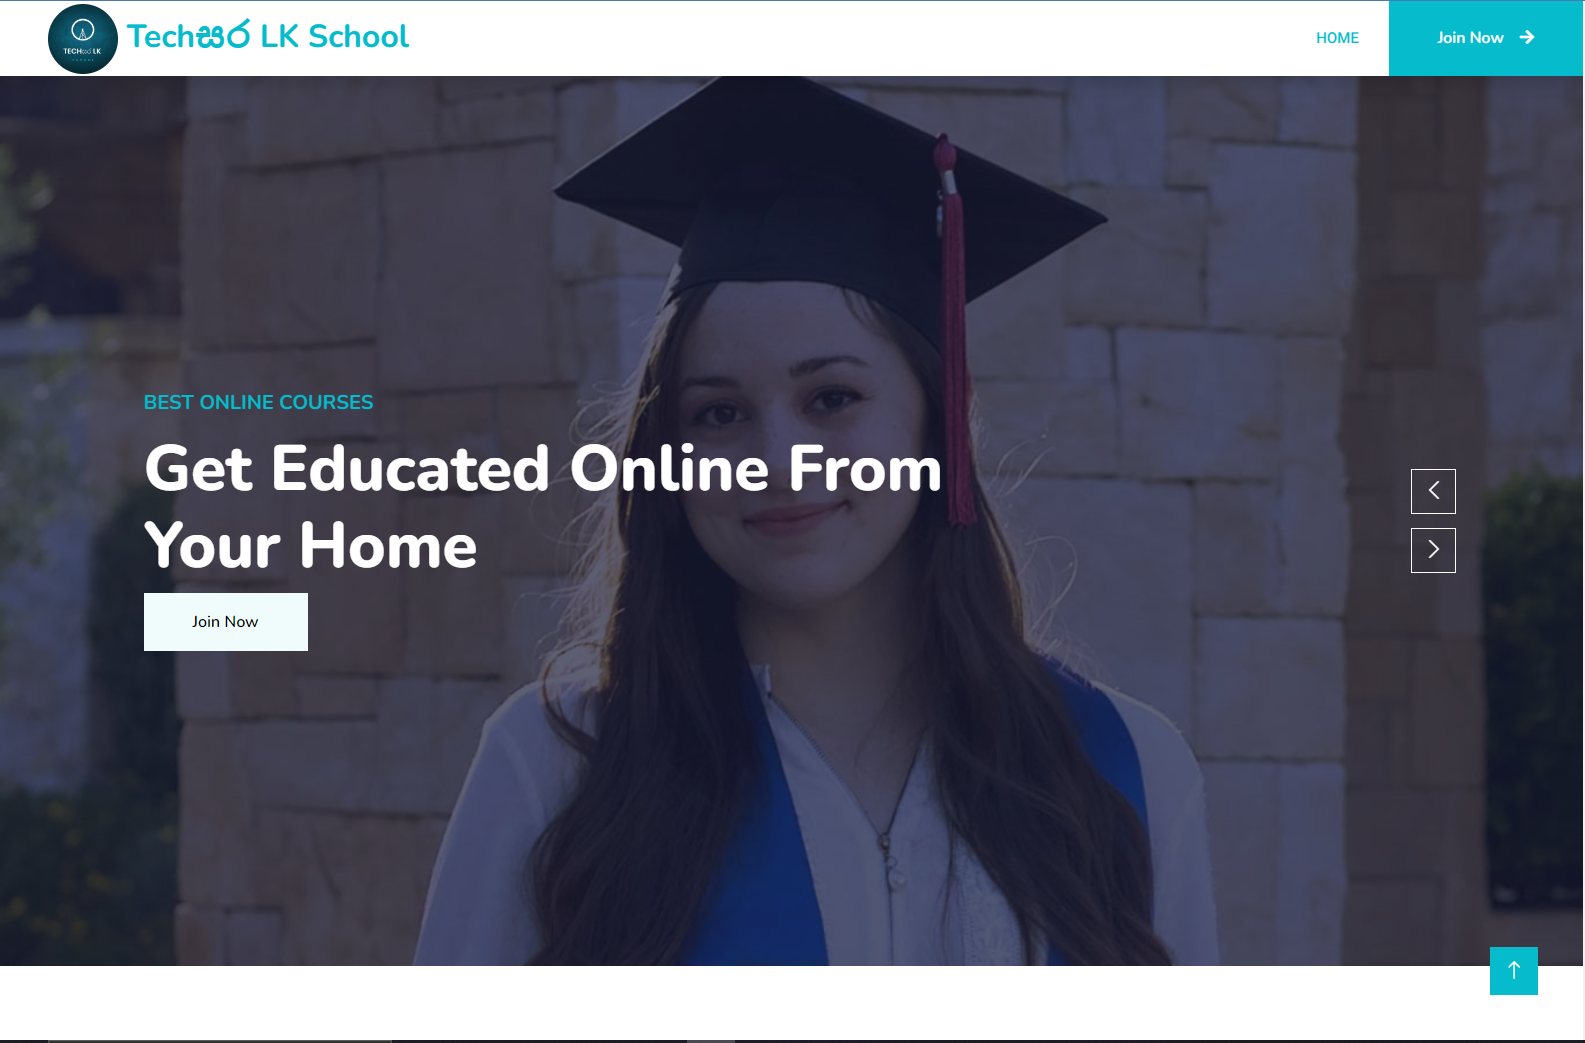 TECHසර LK
SCHOOL
Techසර LK School
HOME
Join Now
BEST ONLINE COURSES
Get Educated Online From
Your Home
Join Now